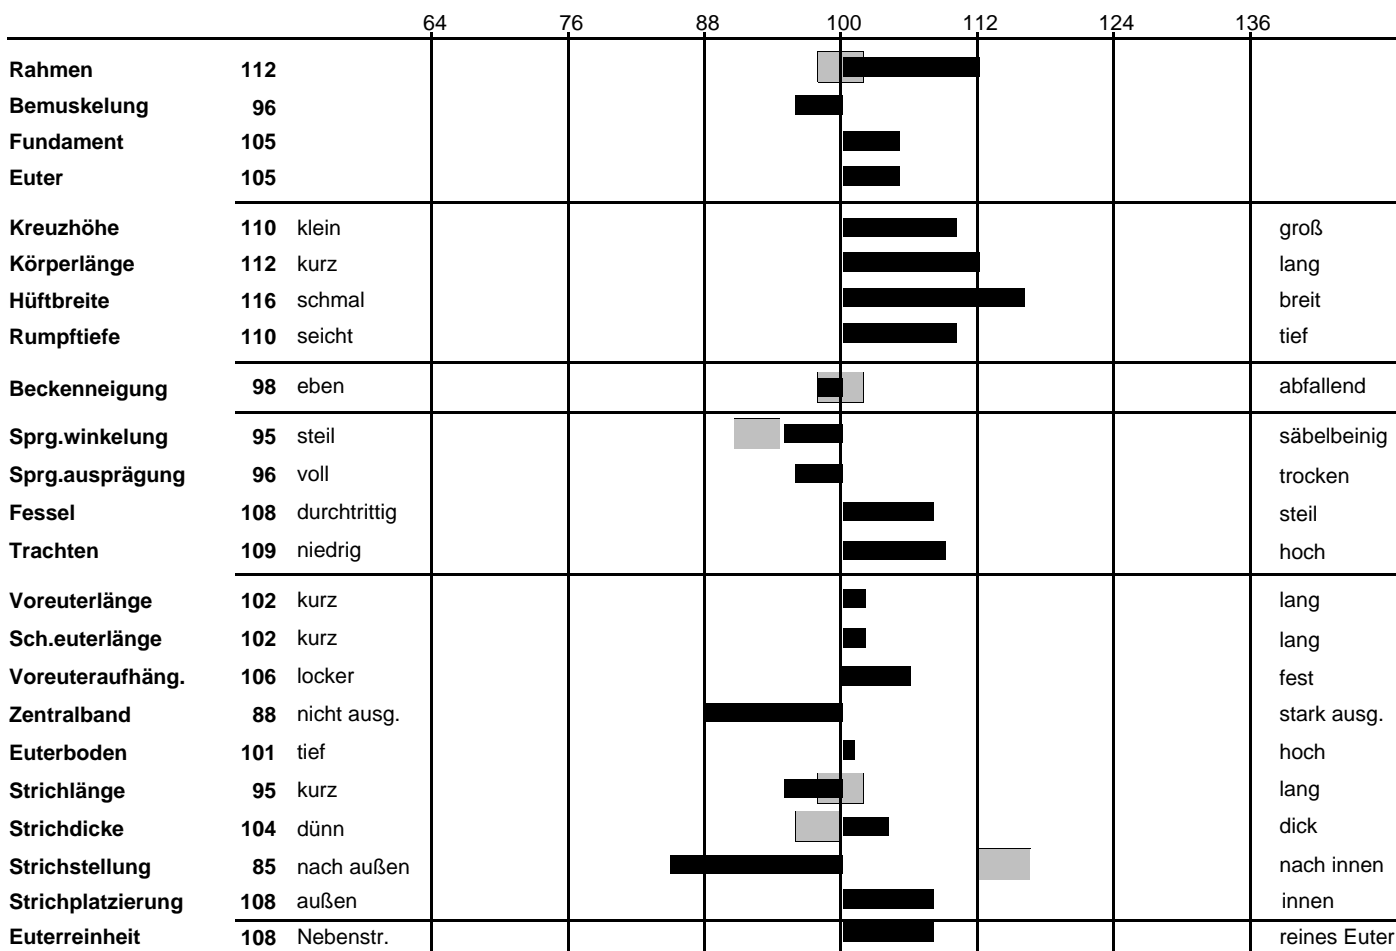 64 76 88 100 112 124 136
Rahmen 112
Bemuskelung 96
Fundament 105
Euter 105
Kreuzhöhe 110 klein groß
Körperlänge 112 kurz lang
Hüftbreite 116 schmal breit
Rumpftiefe 110 seicht tief
Beckenneigung 98 eben abfallend
Sprg.winkelung 95 steil säbelbeinig
Sprg.ausprägung 96 voll trocken
Fessel 108 durchtrittig steil
Trachten 109 niedrig hoch
Voreuterlänge 102 kurz lang
Sch.euterlänge 102 kurz lang
Voreuteraufhäng. 106 locker fest
Zentralband 88 nicht ausg. stark ausg.
Euterboden 101 tief hoch
Strichlänge 95 kurz lang
Strichdicke 104 dünn dick
Strichstellung 85 nach außen nach innen
Strichplatzierung 108 außen innen
Euterreinheit 108 Nebenstr. reines Euter